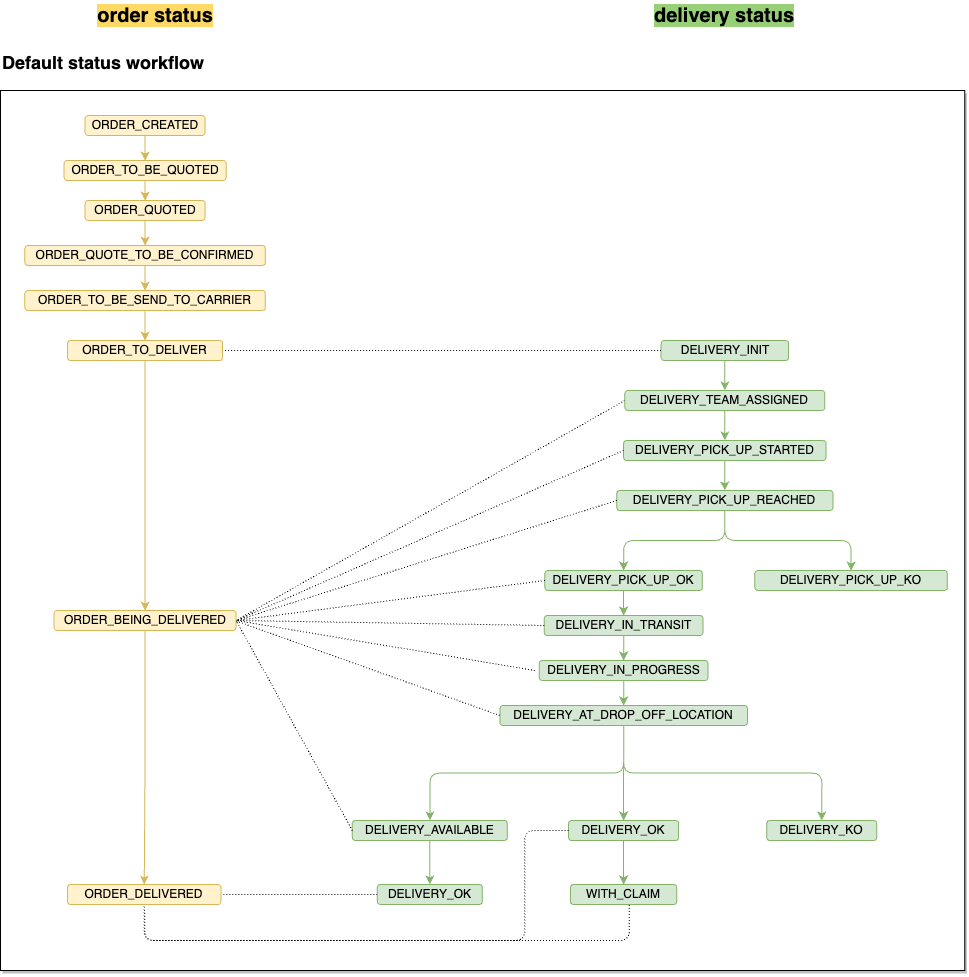 order status
delivery status
Default status workflow
ORDER_CREATED
ORDER_TO_BE_QUOTED
ORDER_QUOTED
ORDER_QUOTE_TO_BE_CONFIRMED
ORDER_TO_BE_SEND_TO_CARRIER
ORDER_TO_DELIVER
DELIVERY_INIT
DELIVERY_TEAM_ASSIGNED
DELIVERY_PICK_UP_STARTED
DELIVERY_PICK_UP_REACHED
DELIVERY_PICK_UP_OK
DELIVERY_PICK_UP_KO
ORDER_BEING_DELIVERED
DELIVERY_IN_TRANSIT
DELIVERY_IN_PROGRESS
DELIVERY_AT_DROP_OFF_LOCATION
DELIVERY_AVAILABLE
DELIVERY_OK
DELIVERY_KO
ORDER_DELIVERED
DELIVERY_OK
WITH_CLAIM